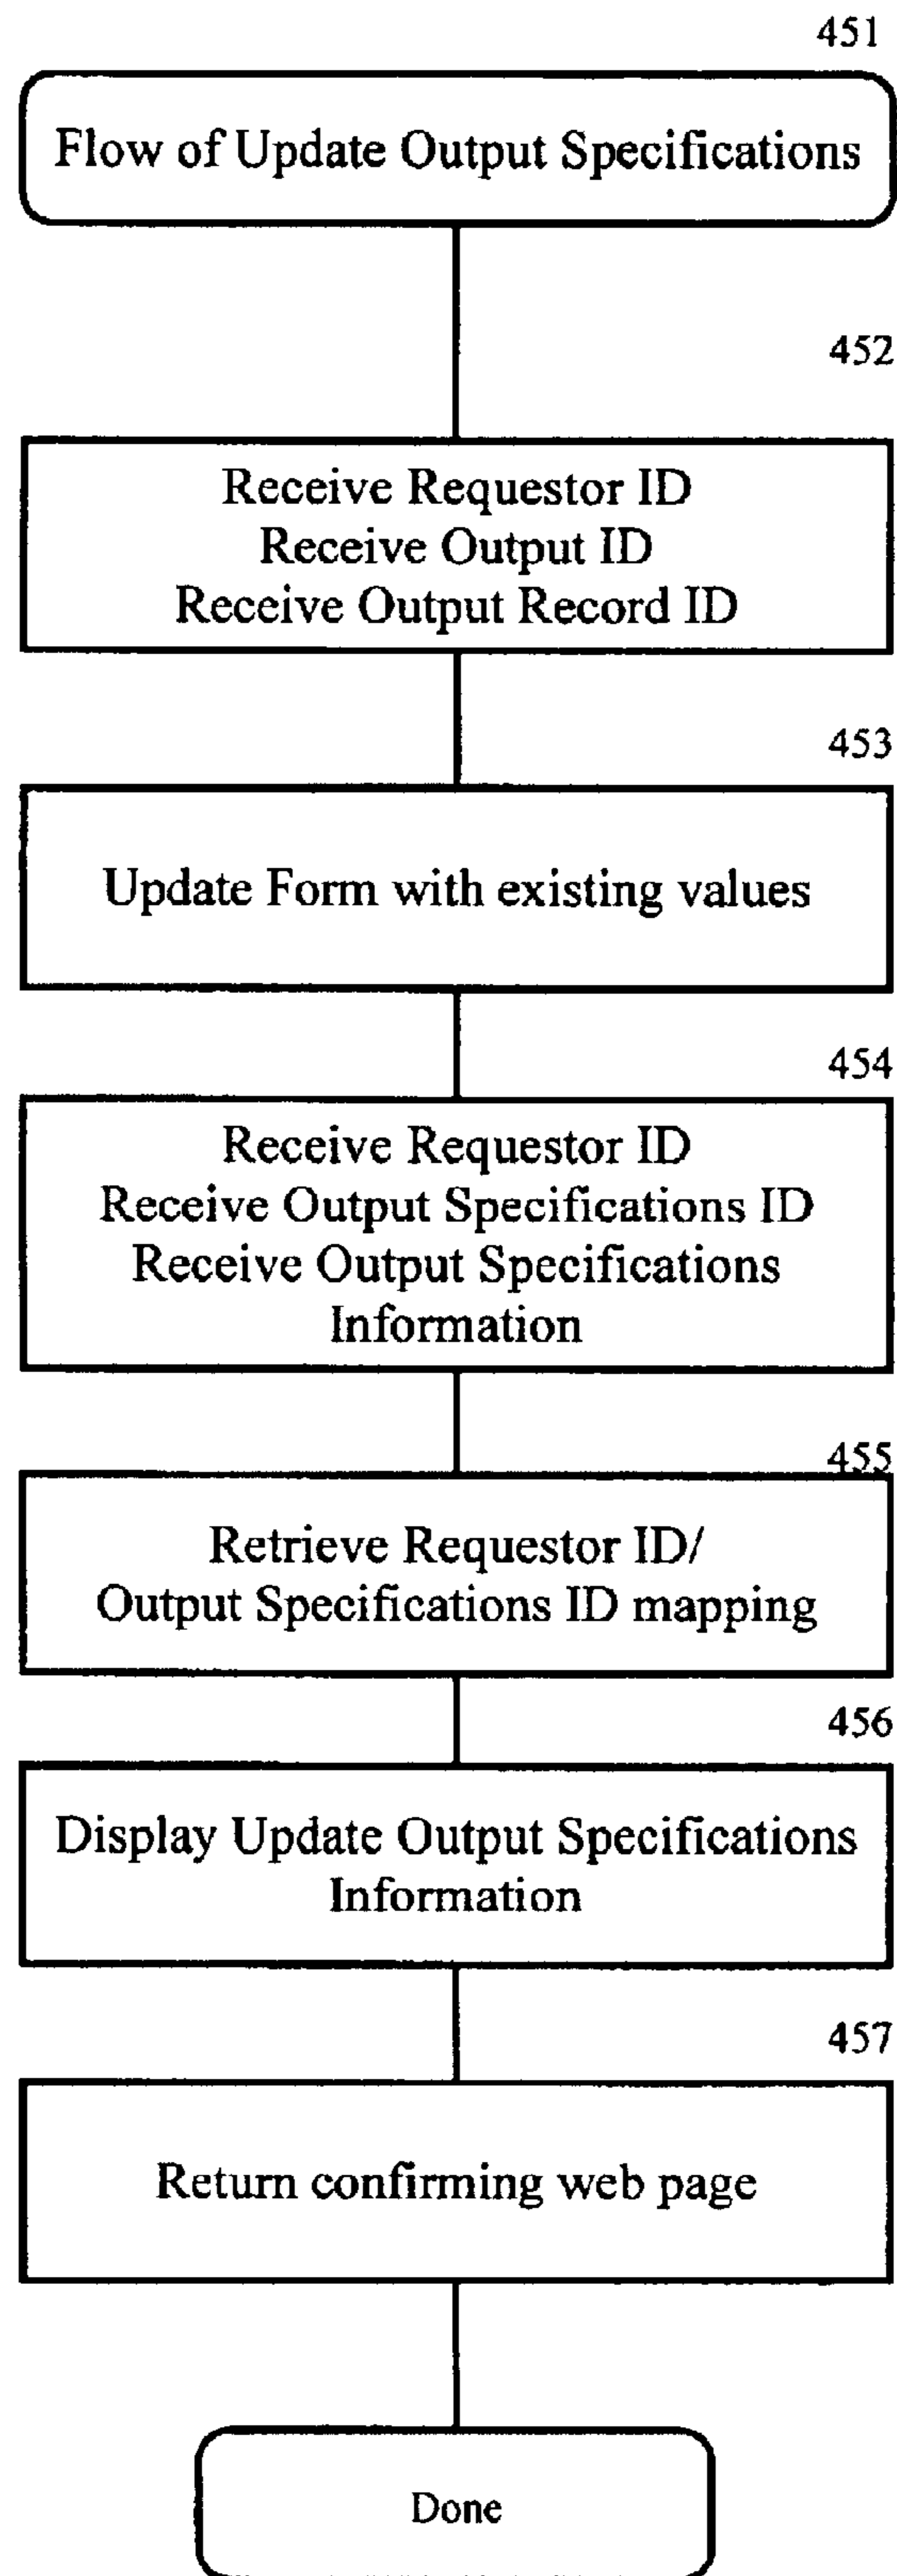 451
Flow of Update Output Specifications
452
Receive Requestor ID
Receive Output ID
Receive Output Record ID
453
Update Form with existing values
454
Receive Requestor ID
Receive Output Specifications ID
Receive Output Specifications
Information
455
Retrieve Requestor ID/
Output Specifications ID mapping
456
Display Update Output Specifications
Information
457
Return confirming web page
Done